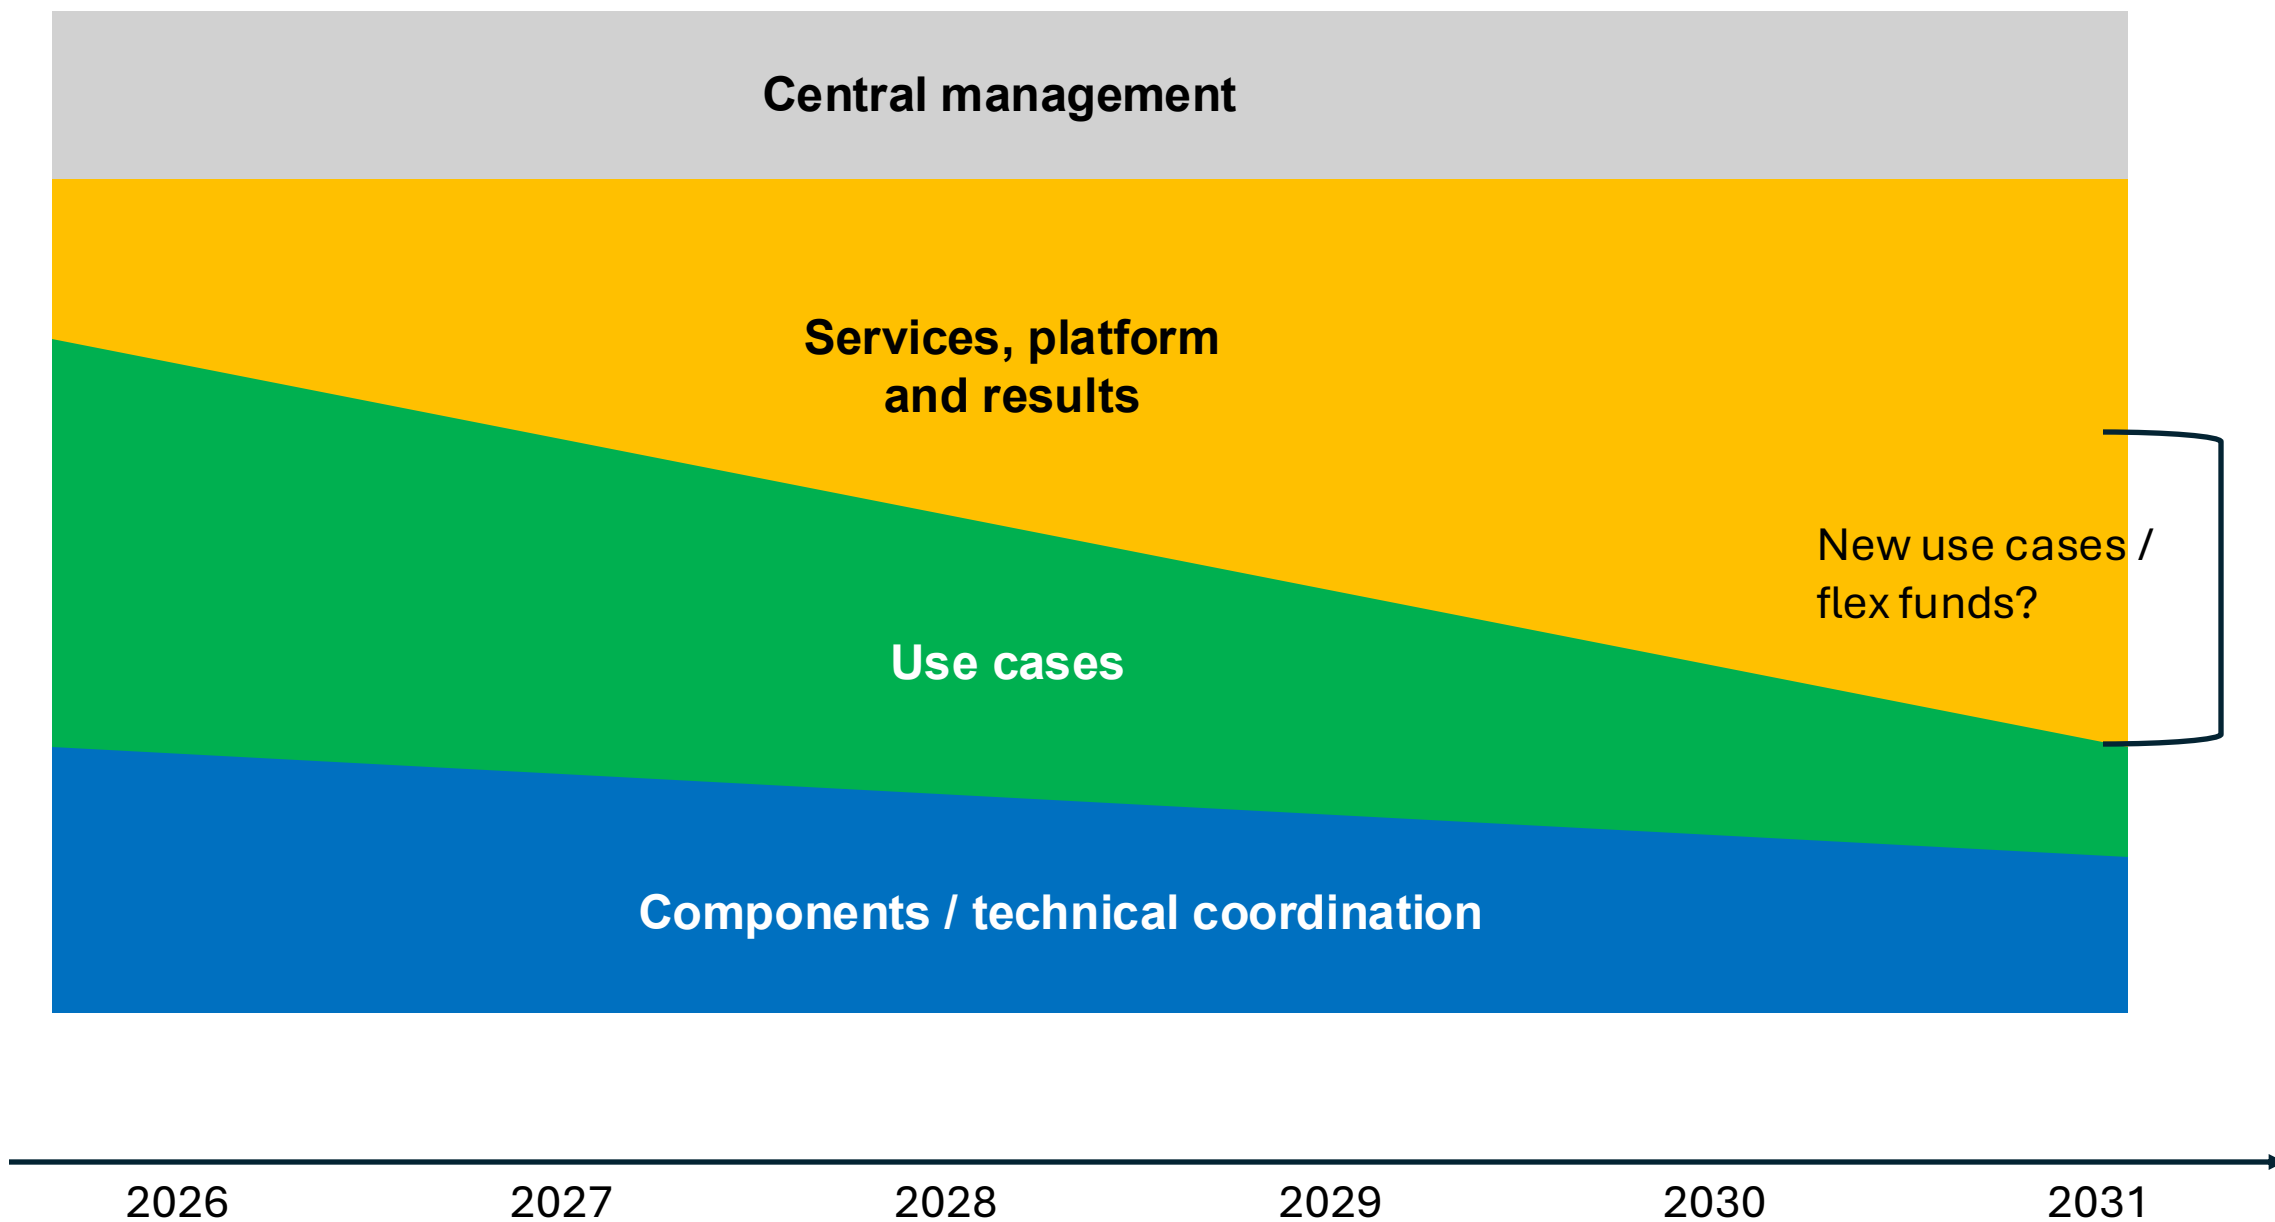 Central management
Services, platform
and results
New use cases /
flex funds?
Use cases
Components / technical coordination
2026 2027 2028 2029 2030 2031